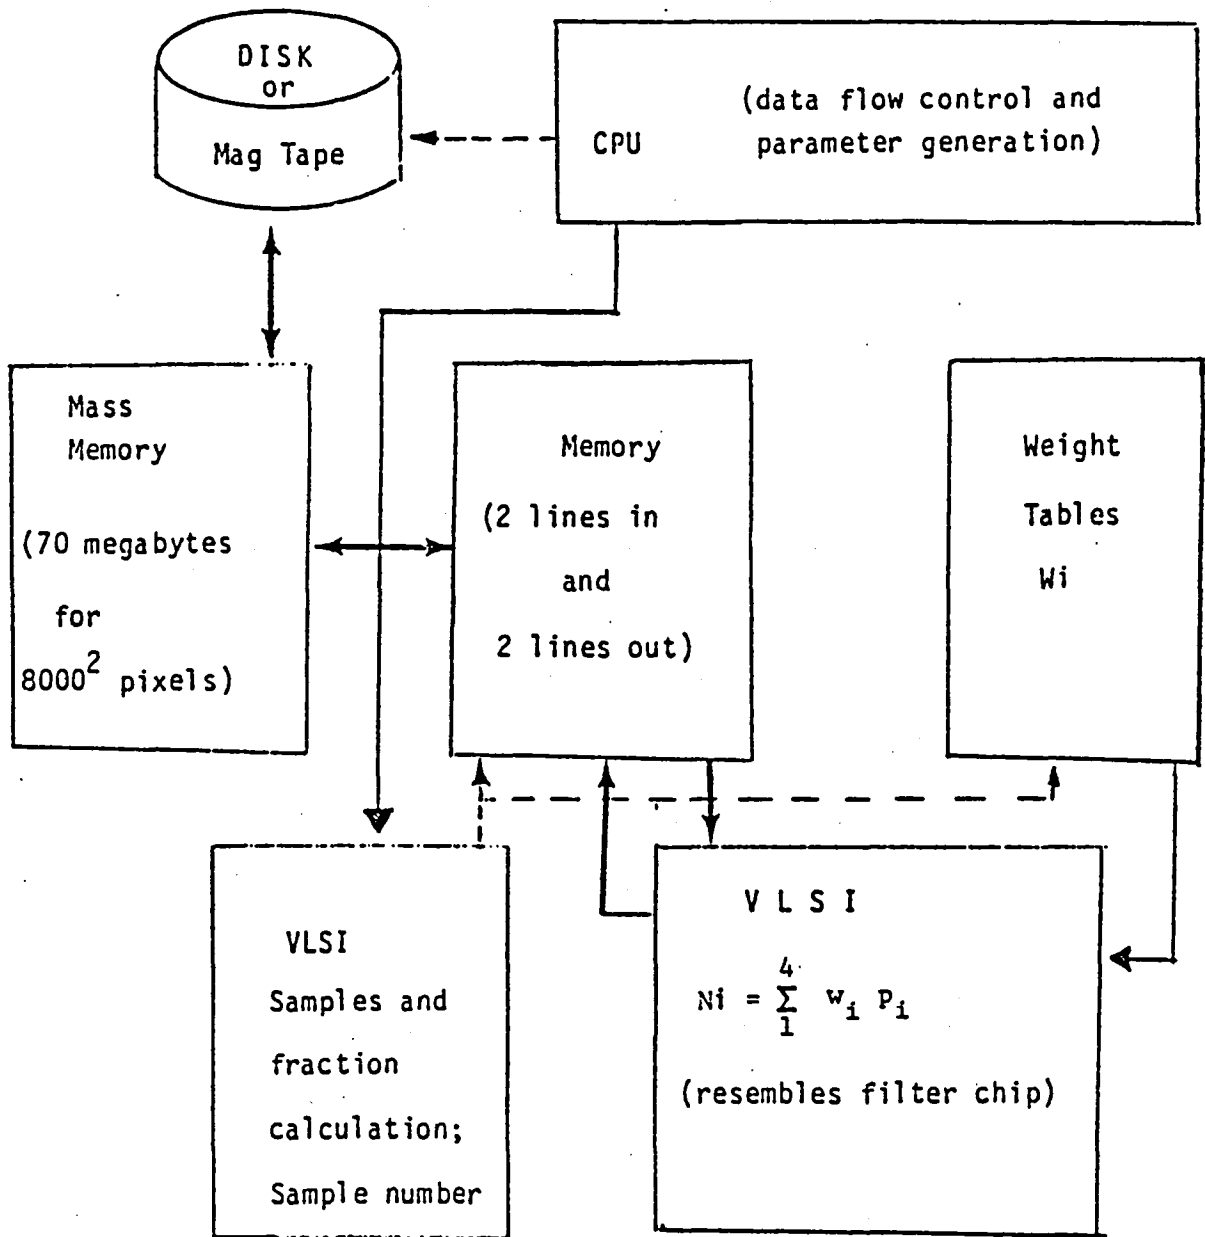 DISK
or
Mag Tape
CPU
(data flow control and
parameter generation)
Mass
Memory
(70 megabytes
for
8000² pixels)
Memory
(2 lines in
and
2 lines out)
Weight
Tables
Wi
VLSI
Samples and
fraction
calculation;
Sample number
V L S I
4
Ni = Σ wᵢ pᵢ
1
(resembles filter chip)